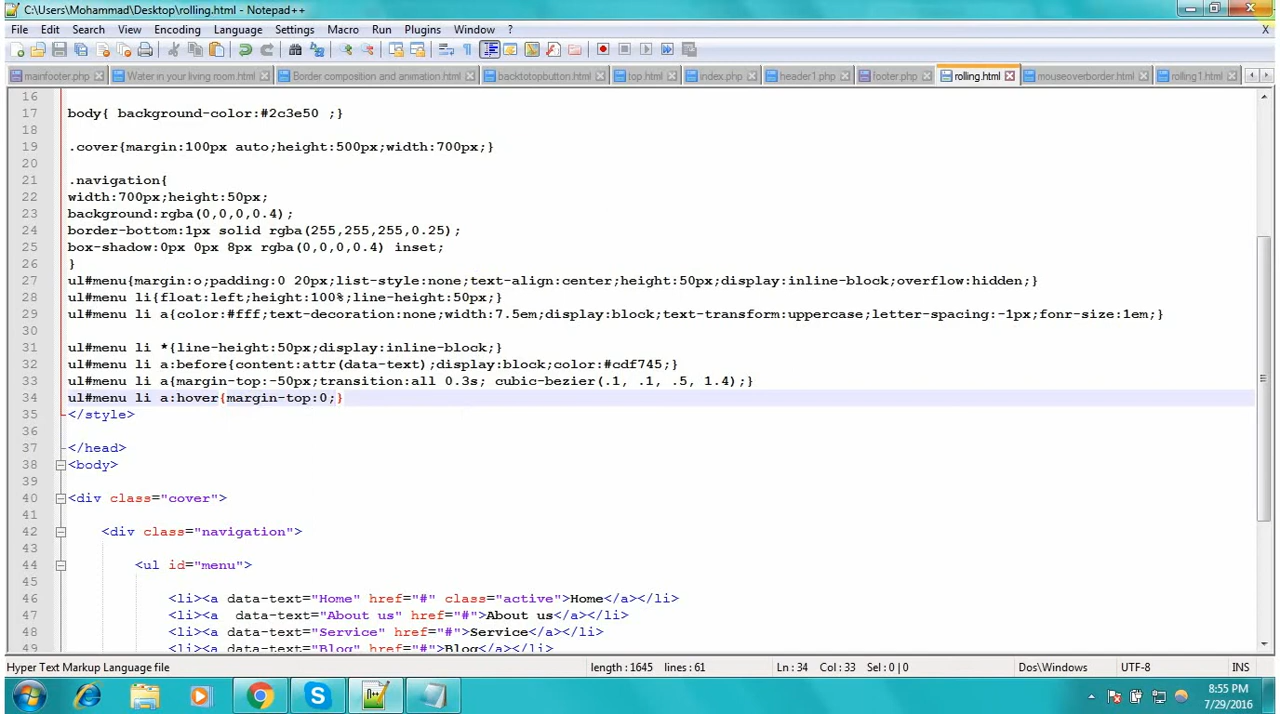 C:\Users\Mohammad\Desktop\rolling.html - Notepad++
File Edit Search View Encoding Language Settings Macro Run Plugins Window ? X
mainfooter.php Water in your living room.html Border composition and animation.html backtotopbutton.html top.html index.php header1.php footer.php rolling.html mouseoverborder.html rolling1.html
16
17 body{ background-color:#2c3e50 ;}
18
19 .cover{margin:100px auto;height:500px;width:700px;}
20
21 .navigation{
22 width:700px;height:50px;
23 background:rgba(0,0,0,0.4);
24 border-bottom:1px solid rgba(255,255,255,0.25);
25 box-shadow:0px 0px 8px rgba(0,0,0,0.4) inset;
26 }
27 ul#menu{margin:o;padding:0 20px;list-style:none;text-align:center;height:50px;display:inline-block;overflow:hidden;}
28 ul#menu li{float:left;height:100%;line-height:50px;}
29 ul#menu li a{color:#fff;text-decoration:none;width:7.5em;display:block;text-transform:uppercase;letter-spacing:-1px;fonr-size:1em;}
30
31 ul#menu li *{line-height:50px;display:inline-block;}
32 ul#menu li a:before{content:attr(data-text);display:block;color:#cdf745;}
33 ul#menu li a{margin-top:-50px;transition:all 0.3s; cubic-bezier(.1, .1, .5, 1.4);}
34 ul#menu li a:hover{margin-top:0;}
35 </style>
36
37 </head>
38 <body>
39
40 <div class="cover">
41
42 <div class="navigation">
43
44 <ul id="menu">
45
46 <li><a data-text="Home" href="#" class="active">Home</a></li>
47 <li><a  data-text="About us" href="#">About us</a></li>
48 <li><a data-text="Service" href="#">Service</a></li>
49 <li><a data-text="Blog" href="#">Blog</a></li>
Hyper Text Markup Language file length : 1645 lines : 61 Ln : 34 Col : 33 Sel : 0 | 0 Dos\Windows UTF-8 INS
8:55 PM
7/29/2016